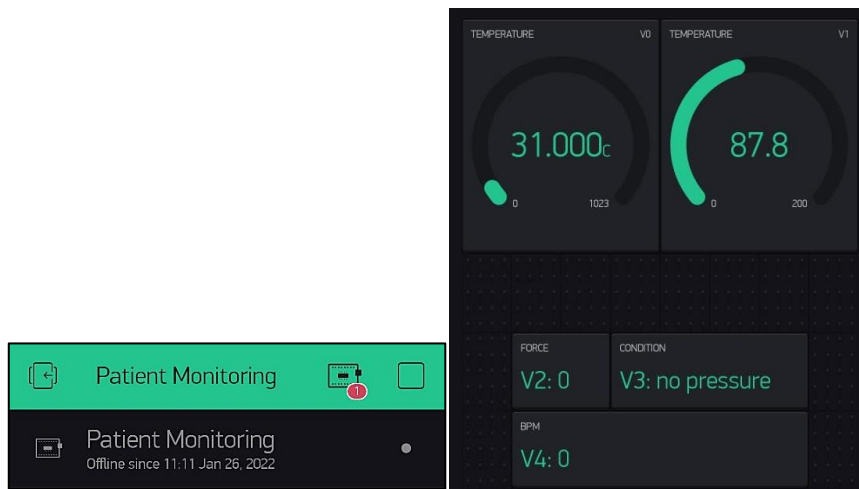 Patient Monitoring
1
Patient Monitoring
Offline since 11:11 Jan 26, 2022
TEMPERATURE V0
31.000c
0 1023
TEMPERATURE V1
87.8
0 200
FORCE
V2: 0
CONDITION
V3: no pressure
BPM
V4: 0